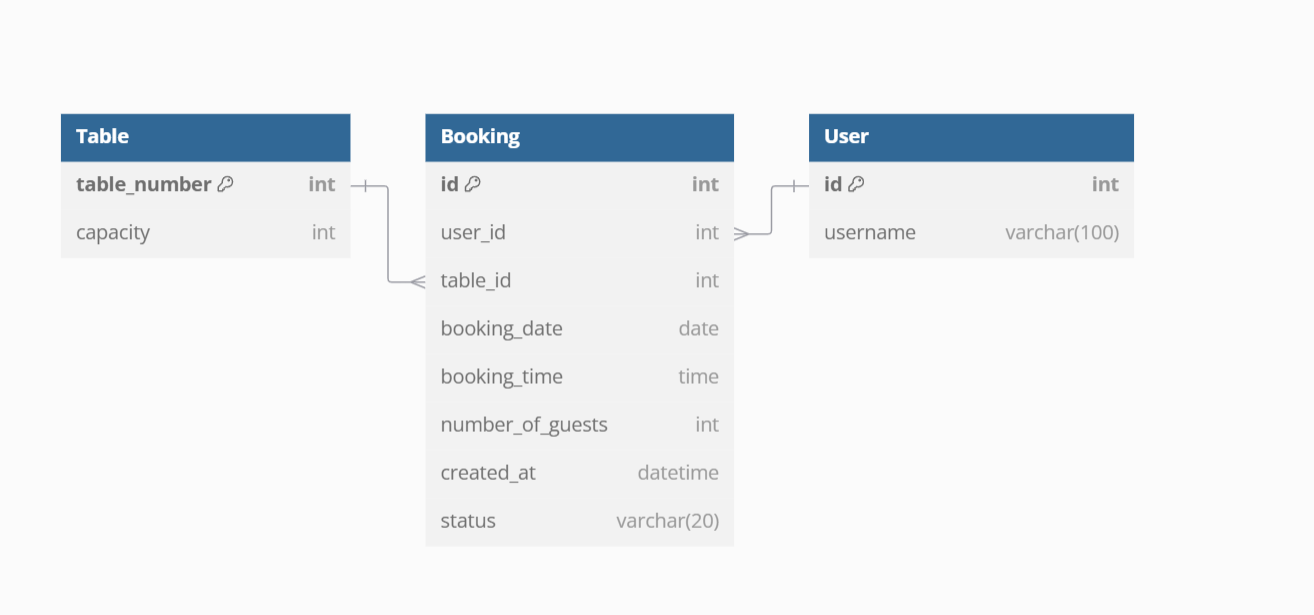 Table
table_number int
capacity int
Booking
id int
user_id int
table_id int
booking_date date
booking_time time
number_of_guests int
created_at datetime
status varchar(20)
User
id int
username varchar(100)